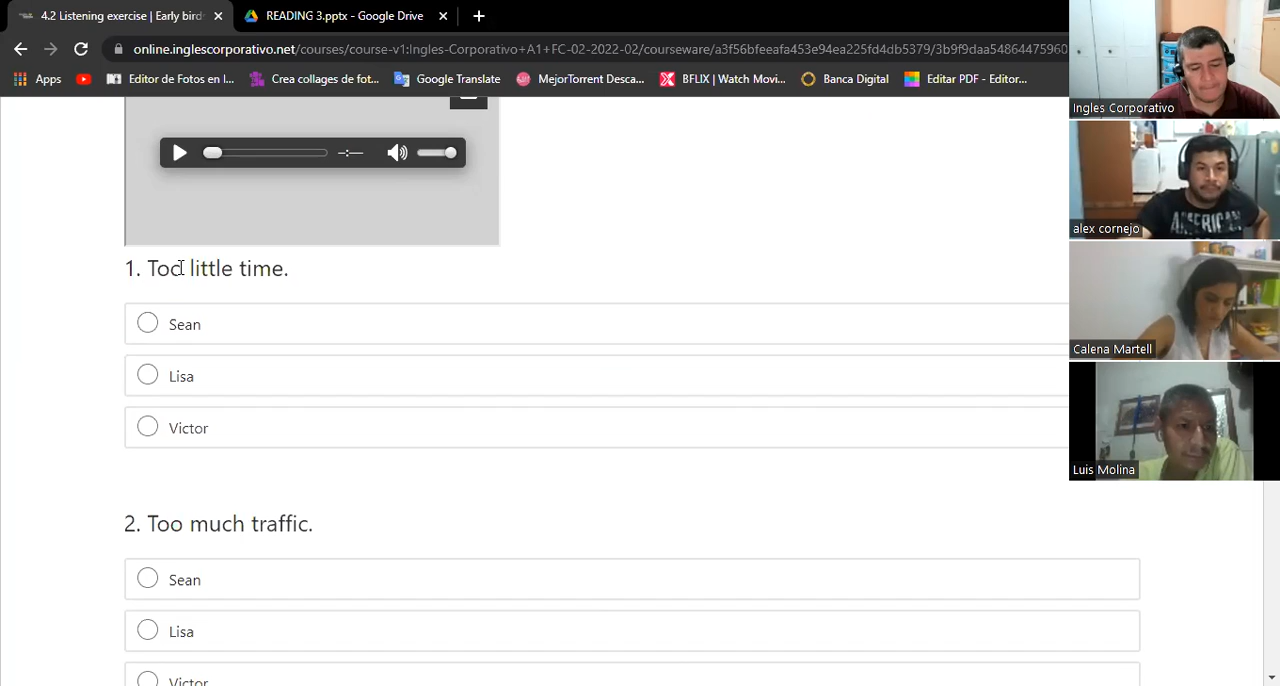 4.2 Listening exercise | Early bird
READING 3.pptx - Google Drive
online.inglescorporativo.net/courses/course-v1:Ingles-Corporativo+A1+FC-02-2022-02/courseware/a3f56bfeeafa453e94ea225fd4db5379/3b9f9daa54864475960
Apps
Editor de Fotos en l...
Crea collages de fot...
Google Translate
MejorTorrent Desca...
BFLIX | Watch Movi...
Banca Digital
Editar PDF - Editor...
Ingles Corporativo
AMERICAN
alex cornejo
Calena Martell
Luis Molina
1. Too little time.
Sean
Lisa
Victor
2. Too much traffic.
Sean
Lisa
Victor